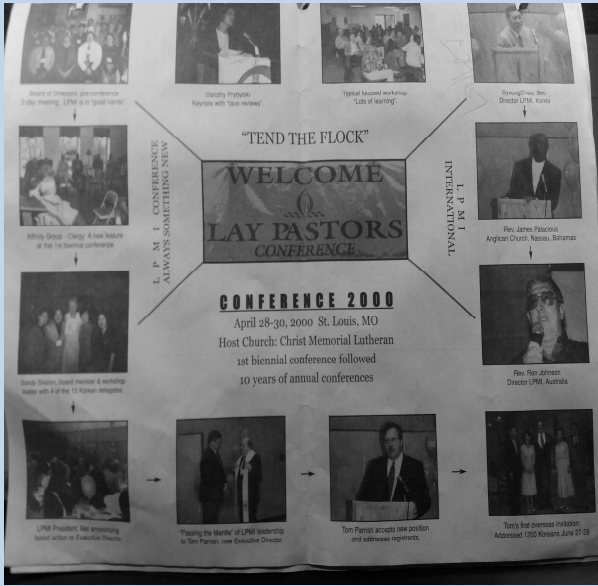 Board of Directors, pre-conference
2-day meeting. LPMI is in "good hands"
Dorothy Prybylski
Keynote with "rave reviews".
Typical focused workshop.
"Lots of learning"
Director LPMI, Korea
"TEND THE FLOCK"
L P M I CONFERENCE
ALWAYS SOMETHING NEW
WELCOME
LAY PASTORS
CONFERENCE
L P M I
INTERNATIONAL
Affinity Group - Clergy: A new feature
at this 1st biennial conference
Rev. James Palacious
Anglican Church, Nassau, Bahamas
CONFERENCE 2000
April 28-30, 2000 St. Louis, MO
Host Church: Christ Memorial Lutheran
1st biennial conference followed
10 years of annual conferences
Sandy board member & workshop
leader with 4 of the 12 Korean delegates.
Rev. Ron Johnson
Director LPMI, Australia
LPMI President, Mel announcing
board action re Executive Director
"Passing the Mantle" of LPMI leadership
to Tom Parrish, new Executive Director.
Tom Parrish accepts new position
and addresses registrants.
Tom's first overseas invitation:
Addressed 1200 Koreans June 27-28